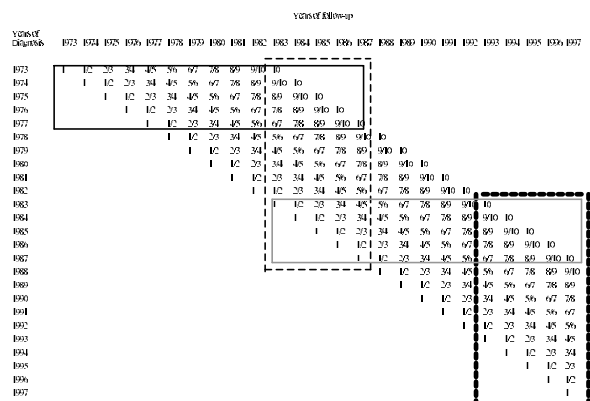 Years of follow-up
Years of
Diagnosis 1973 1974 1975 1976 1977 1978 1979 1980 1981 1982 1983 1984 1985 1986 1987 1988 1989 1990 1991 1992 1993 1994 1995 1996 1997
1973 1 1/2 2/3 3/4 4/5 5/6 6/7 7/8 8/9 9/10 10
1974 1 1/2 2/3 3/4 4/5 5/6 6/7 7/8 8/9 9/10 10
1975 1 1/2 2/3 3/4 4/5 5/6 6/7 7/8 8/9 9/10 10
1976 1 1/2 2/3 3/4 4/5 5/6 6/7 7/8 8/9 9/10 10
1977 1 1/2 2/3 3/4 4/5 5/6 6/7 7/8 8/9 9/10 10
1978 1 1/2 2/3 3/4 4/5 5/6 6/7 7/8 8/9 9/10 10
1979 1 1/2 2/3 3/4 4/5 5/6 6/7 7/8 8/9 9/10 10
1980 1 1/2 2/3 3/4 4/5 5/6 6/7 7/8 8/9 9/10 10
1981 1 1/2 2/3 3/4 4/5 5/6 6/7 7/8 8/9 9/10 10
1982 1 1/2 2/3 3/4 4/5 5/6 6/7 7/8 8/9 9/10 10
1983 1 1/2 2/3 3/4 4/5 5/6 6/7 7/8 8/9 9/10 10
1984 1 1/2 2/3 3/4 4/5 5/6 6/7 7/8 8/9 9/10 10
1985 1 1/2 2/3 3/4 4/5 5/6 6/7 7/8 8/9 9/10 10
1986 1 1/2 2/3 3/4 4/5 5/6 6/7 7/8 8/9 9/10 10
1987 1 1/2 2/3 3/4 4/5 5/6 6/7 7/8 8/9 9/10 10
1988 1 1/2 2/3 3/4 4/5 5/6 6/7 7/8 8/9 9/10
1989 1 1/2 2/3 3/4 4/5 5/6 6/7 7/8 8/9
1990 1 1/2 2/3 3/4 4/5 5/6 6/7 7/8
1991 1 1/2 2/3 3/4 4/5 5/6 6/7
1992 1 1/2 2/3 3/4 4/5 5/6
1993 1 1/2 2/3 3/4 4/5
1994 1 1/2 2/3 3/4
1995 1 1/2 2/3
1996 1 1/2
1997 1